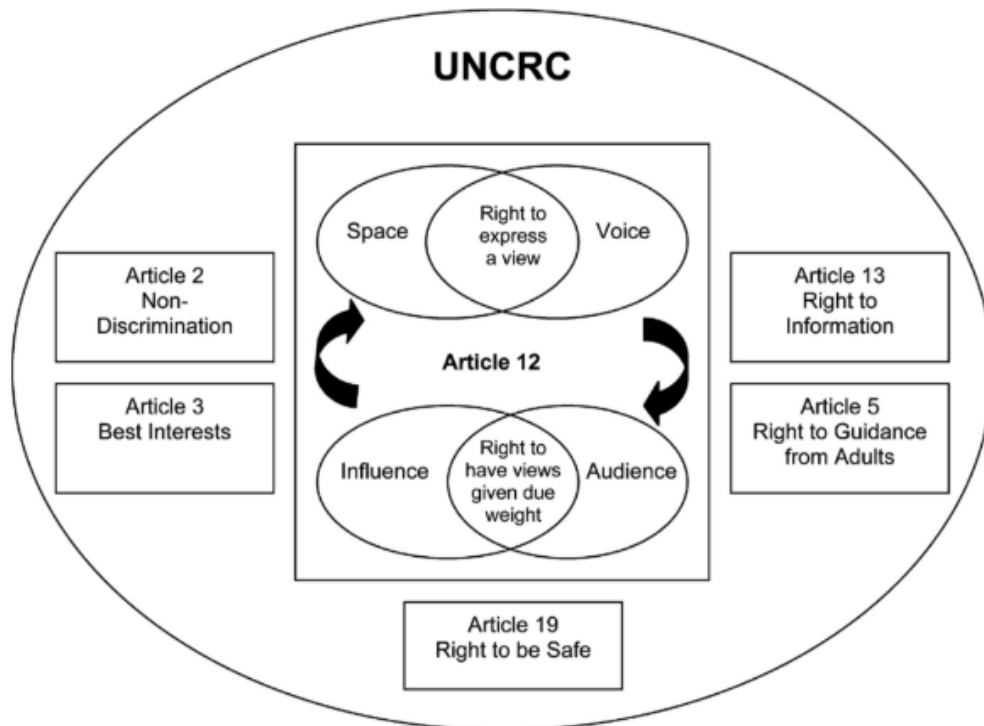 UNCRC
Space
Right to
express
a view
Voice
Article 2
Non-
Discrimination
Article 13
Right to
Information
Article 12
Article 3
Best Interests
Article 5
Right to Guidance
from Adults
Influence
Right to
have views
given due
weight
Audience
Article 19
Right to be Safe